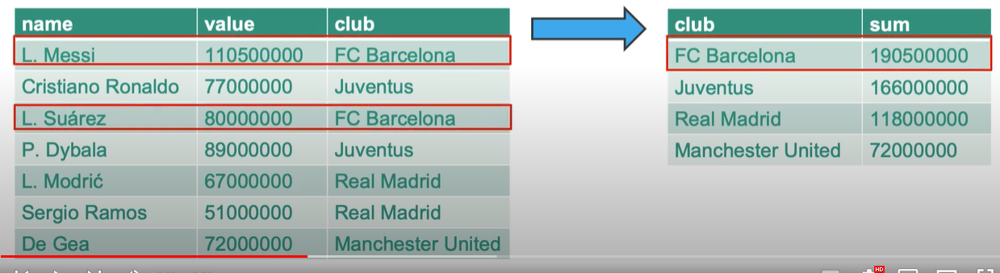 name value club
L. Messi 110500000 FC Barcelona
Cristiano Ronaldo 77000000 Juventus
L. Suárez 80000000 FC Barcelona
P. Dybala 89000000 Juventus
L. Modrić 67000000 Real Madrid
Sergio Ramos 51000000 Real Madrid
De Gea 72000000 Manchester United
club sum
FC Barcelona 190500000
Juventus 166000000
Real Madrid 118000000
Manchester United 72000000
HD